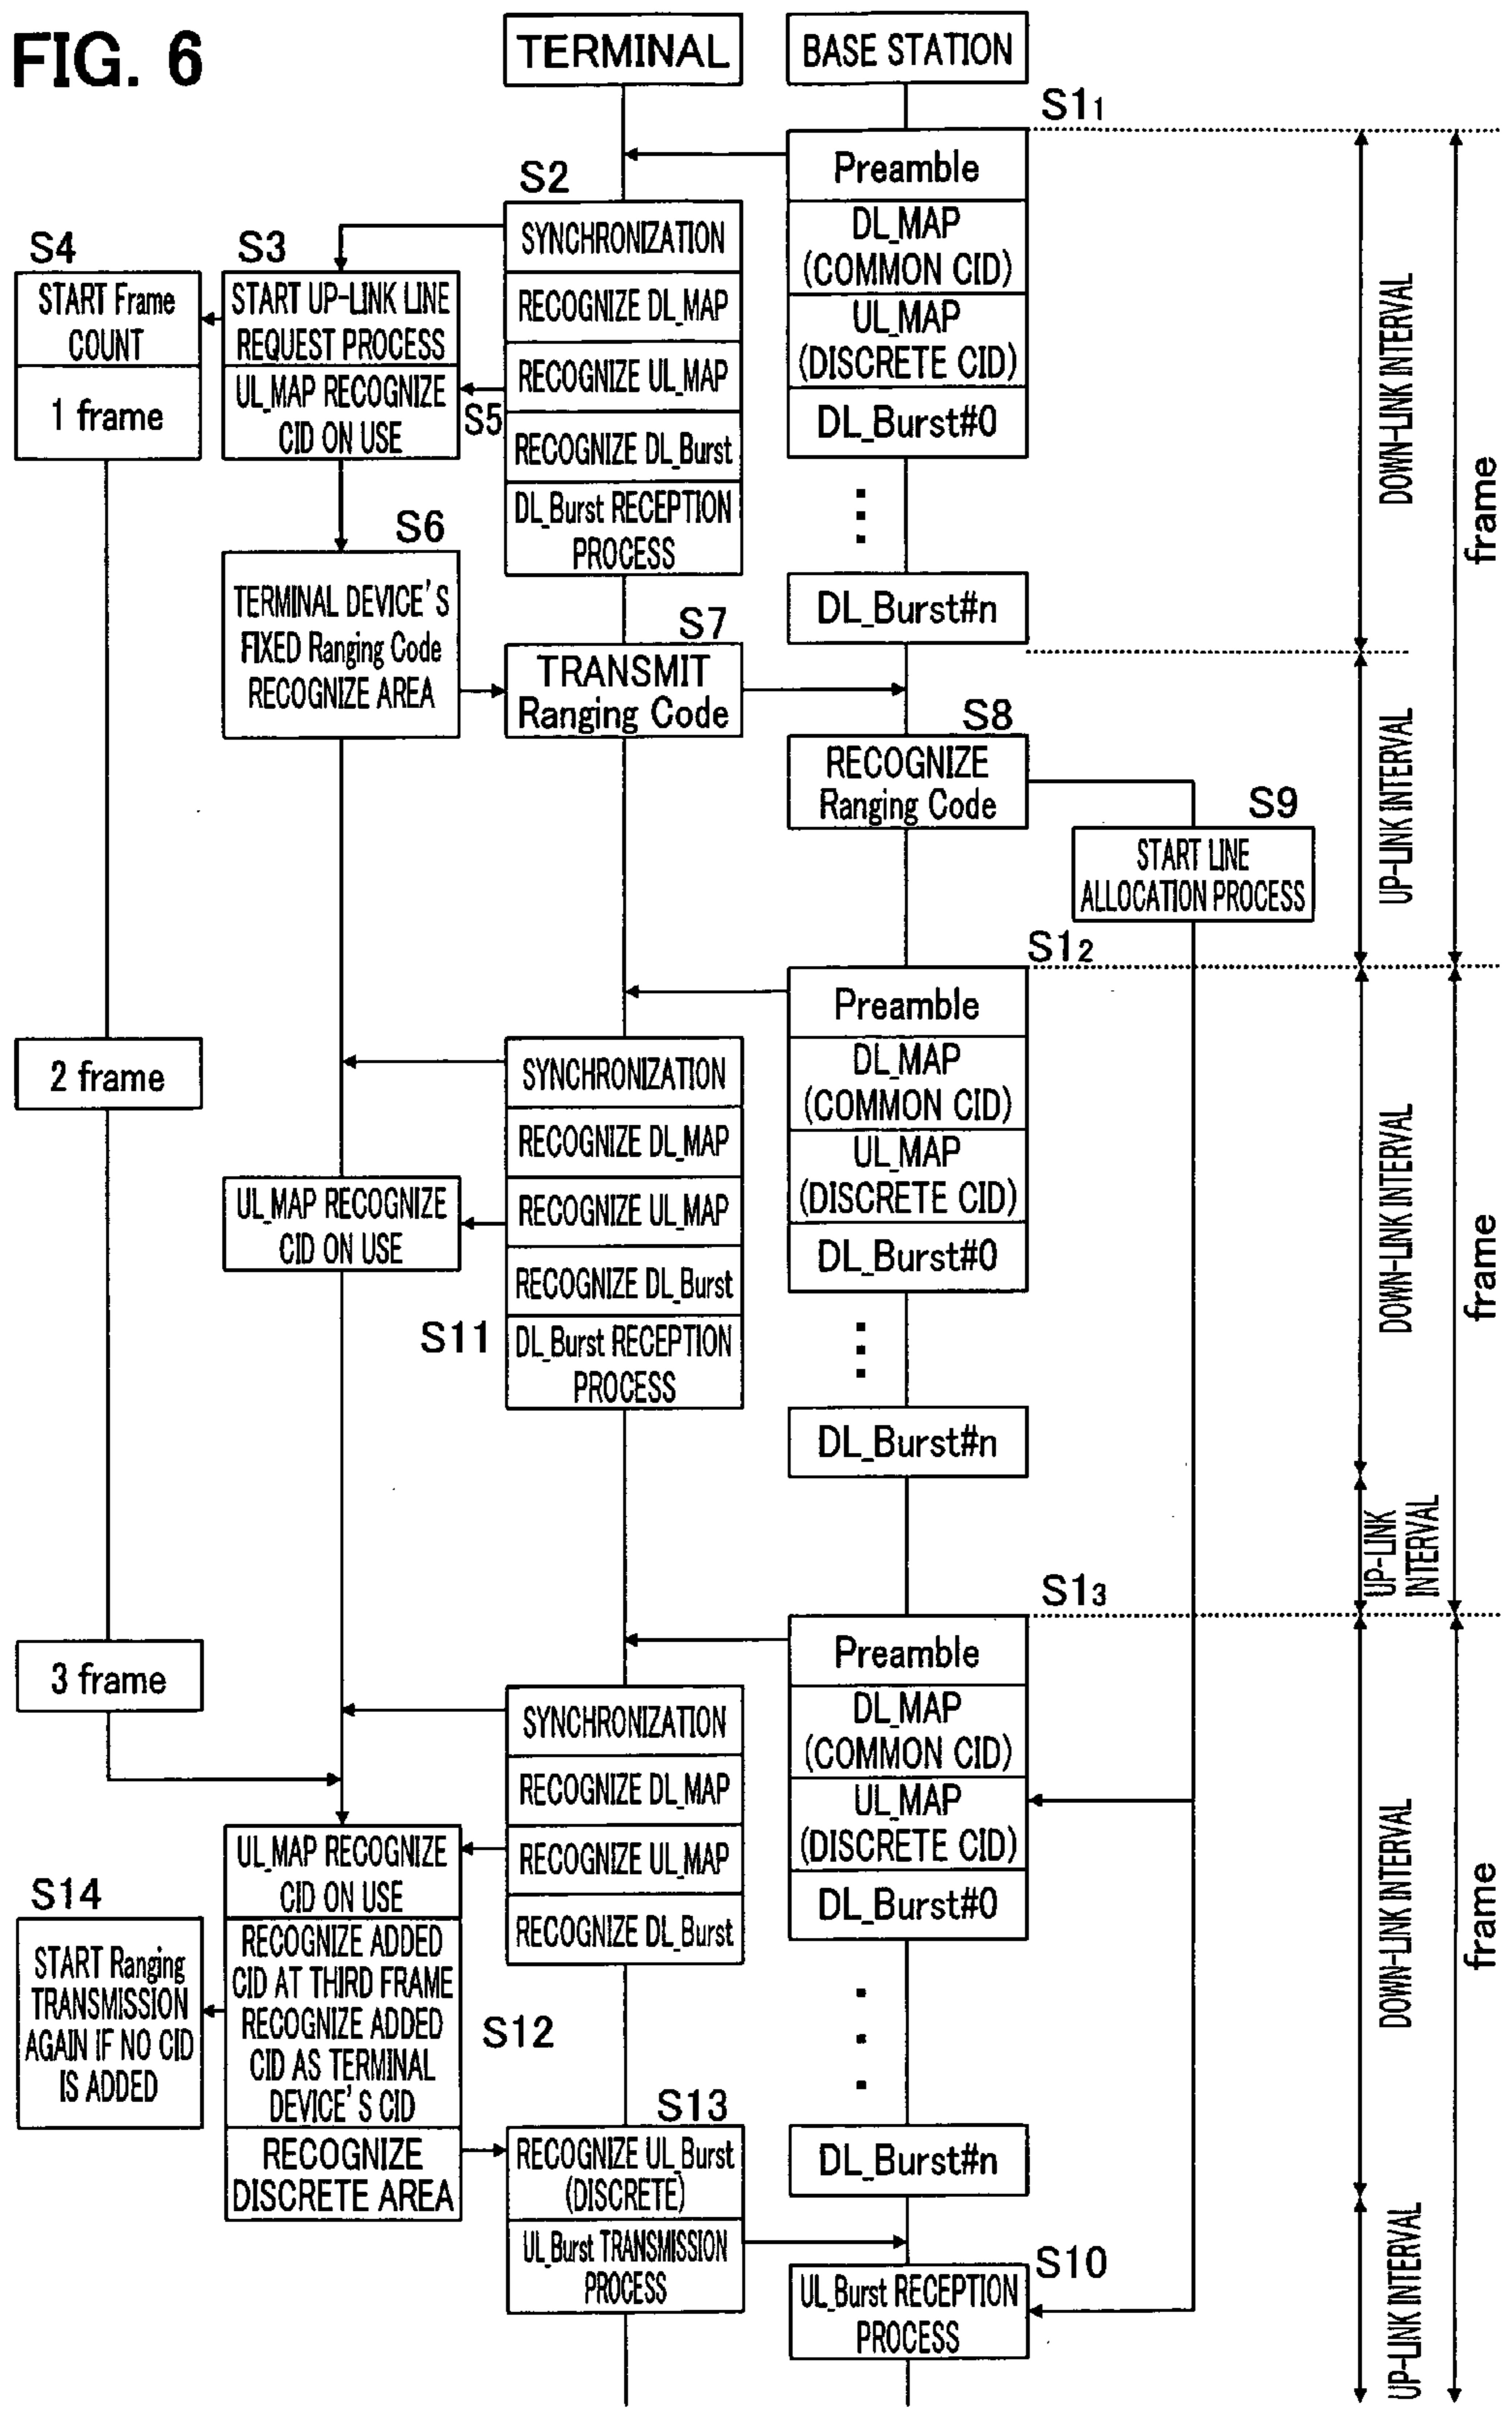 FIG. 6
TERMINAL
BASE STATION
S1₁
Preamble
DL_MAP
(COMMON CID)
UL_MAP
(DISCRETE CID)
DL_Burst#0
DL_Burst#n
S2
SYNCHRONIZATION
RECOGNIZE DL_MAP
RECOGNIZE UL_MAP
RECOGNIZE DL_Burst
DL_Burst RECEPTION
PROCESS
S3
START UP-LINK LINE
REQUEST PROCESS
UL_MAP RECOGNIZE
CID ON USE
S4
START Frame
COUNT
1 frame
S5
S6
TERMINAL DEVICE'S
FIXED Ranging Code
RECOGNIZE AREA
S7
TRANSMIT
Ranging Code
S8
RECOGNIZE
Ranging Code
S9
START LINE
ALLOCATION PROCESS
DOWN-LINK INTERVAL
UP-LINK INTERVAL
frame
S1₂
Preamble
DL_MAP
(COMMON CID)
UL_MAP
(DISCRETE CID)
DL_Burst#0
DL_Burst#n
2 frame
SYNCHRONIZATION
RECOGNIZE DL_MAP
RECOGNIZE UL_MAP
RECOGNIZE DL_Burst
DL_Burst RECEPTION
PROCESS
UL_MAP RECOGNIZE
CID ON USE
S11
DOWN-LINK INTERVAL
UP-LINK
INTERVAL
frame
S1₃
Preamble
DL_MAP
(COMMON CID)
UL_MAP
(DISCRETE CID)
DL_Burst#0
DL_Burst#n
3 frame
SYNCHRONIZATION
RECOGNIZE DL_MAP
RECOGNIZE UL_MAP
RECOGNIZE DL_Burst
UL_MAP RECOGNIZE
CID ON USE
RECOGNIZE ADDED
CID AT THIRD FRAME
RECOGNIZE ADDED
CID AS TERMINAL
DEVICE'S CID
RECOGNIZE
DISCRETE AREA
S12
S14
START Ranging
TRANSMISSION
AGAIN IF NO CID
IS ADDED
S13
RECOGNIZE UL_Burst
(DISCRETE)
UL_Burst TRANSMISSION
PROCESS
S10
UL_Burst RECEPTION
PROCESS
DOWN-LINK INTERVAL
UP-LINK INTERVAL
frame